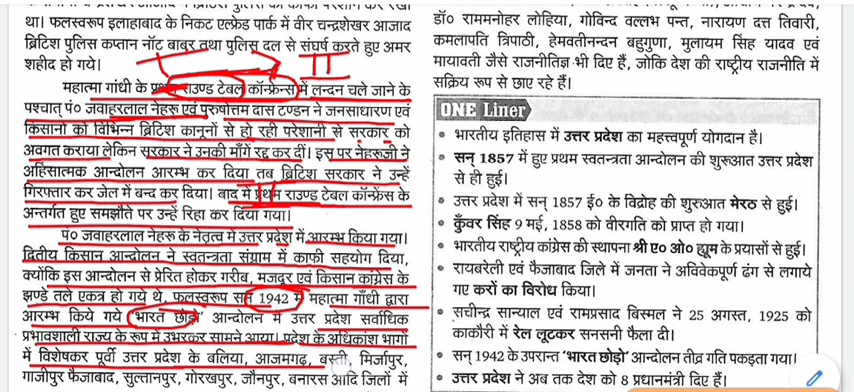 था। फलस्वरूप इलाहाबाद के निकट एल्फ्रेड पार्क में वीर चन्द्रशेखर आजाद
ब्रिटिश पुलिस कप्तान नॉट बाबर तथा पुलिस दल से संघर्ष करते हुए अमर
शहीद हो गये।
II
महात्मा गाँधी के प्रथम राउण्ड टेबल कॉन्फ्रेन्स में लन्दन चले जाने के
पश्चात् पं० जवाहरलाल नेहरू एवं पुरुषोत्तम दास टण्डन ने जनसाधारण एवं
किसानों को विभिन्न ब्रिटिश कानूनों से हो रही परेशानी से सरकार को
अवगत कराया लेकिन सरकार ने उनकी माँगें रद्द कर दीं। इस पर नेहरूजी ने
अहिंसात्मक आन्दोलन आरम्भ कर दिया तब ब्रिटिश सरकार ने उन्हें
गिरफ्तार कर जेल में बन्द कर दिया। बाद में प्रथम राउण्ड टेबल कॉन्फ्रेंस के
अन्तर्गत हुए समझौते पर उन्हें रिहा कर दिया गया।
पं० जवाहरलाल नेहरू के नेतृत्व में उत्तर प्रदेश में आरम्भ किया गया।
द्वितीय किसान आन्दोलन ने स्वतन्त्रता संग्राम में काफी सहयोग दिया,
क्योंकि इस आन्दोलन से प्रेरित होकर गरीब, मजदूर एवं किसान कांग्रेस के
झण्डे तले एकत्र हो गये थे, फलस्वरूप सन् 1942 में महात्मा गाँधी द्वारा
आरम्भ किये गये 'भारत छोड़ो' आन्दोलन में उत्तर प्रदेश सर्वाधिक
प्रभावशाली राज्य के रूप में उभरकर सामने आया। प्रदेश के अधिकांश भागों
में विशेषकर पूर्वी उत्तर प्रदेश के बलिया, आजमगढ़, बस्ती, मिर्जापुर,
गाजीपुर फैजाबाद, सुल्तानपुर, गोरखपुर, जौनपुर, बनारस आदि जिलों में
डॉ० राममनोहर लोहिया, गोविन्द वल्लभ पन्त, नारायण दत्त तिवारी,
कमलापति त्रिपाठी, हेमवतीनन्दन बहुगुणा, मुलायम सिंह यादव एवं
मायावती जैसे राजनीतिज्ञ भी दिए हैं, जोकि देश की राष्ट्रीय राजनीति में
सक्रिय रूप से छाए रहे हैं।
ONE Liner
• भारतीय इतिहास में उत्तर प्रदेश का महत्त्वपूर्ण योगदान है।
• सन् 1857 में हुए प्रथम स्वतन्त्रता आन्दोलन की शुरूआत उत्तर प्रदेश
से ही हुई।
• उत्तर प्रदेश में सन् 1857 ई० के विद्रोह की शुरुआत मेरठ से हुई।
• कुँवर सिंह 9 मई, 1858 को वीरगति को प्राप्त हो गया।
• भारतीय राष्ट्रीय कांग्रेस की स्थापना श्री ए० ओ० ह्यूम के प्रयासों से हुई।
• रायबरेली एवं फैजाबाद जिले में जनता ने अविवेकपूर्ण ढंग से लगाये
गए करों का विरोध किया।
• सचीन्द्र सान्याल एवं रामप्रसाद बिस्मल ने 25 अगस्त, 1925 को
काकोरी में रेल लूटकर सनसनी फैला दी।
• सन् 1942 के उपरान्त 'भारत छोड़ो' आन्दोलन तीव्र गति पकड़ता गया।
• उत्तर प्रदेश ने अब तक देश को 8 प्रधानमंत्री दिए हैं।